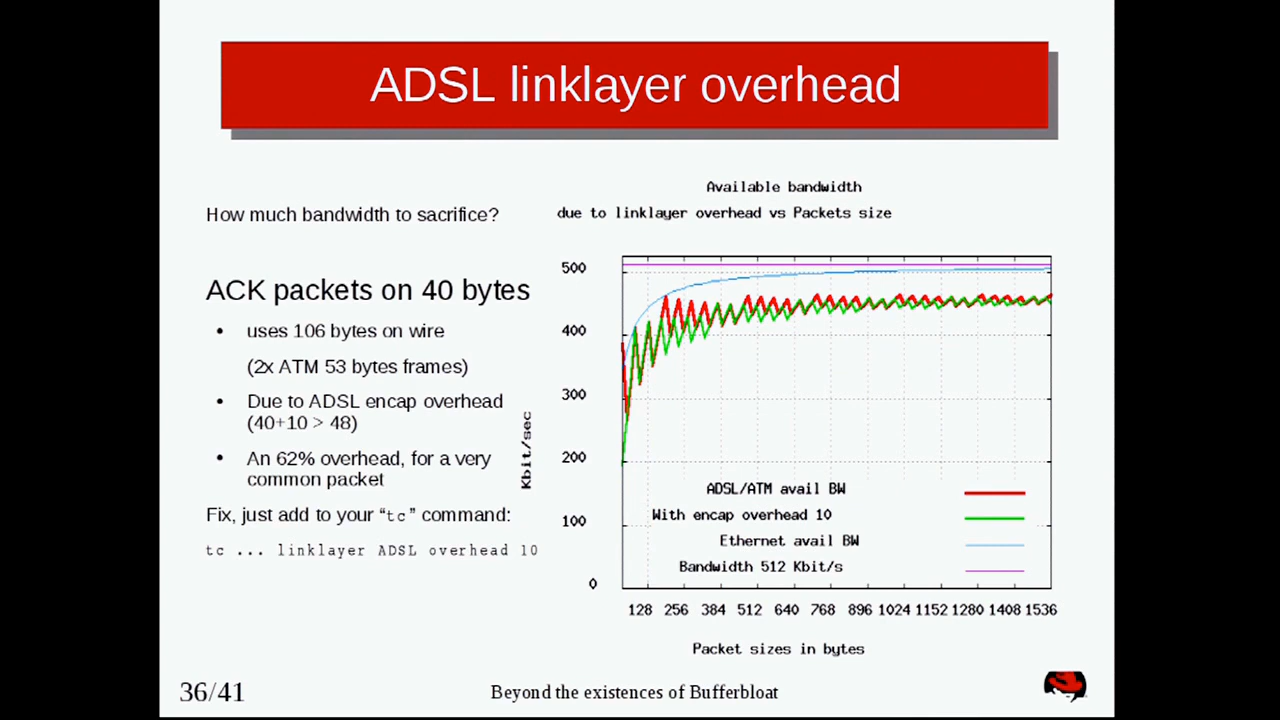 ADSL linklayer overhead
How much bandwidth to sacrifice?
ACK packets on 40 bytes
• uses 106 bytes on wire
(2x ATM 53 bytes frames)
• Due to ADSL encap overhead
(40+10 > 48)
• An 62% overhead, for a very
common packet
Fix, just add to your “tc” command:
tc ... linklayer ADSL overhead 10
Available bandwidth
due to linklayer overhead vs Packets size
Kbit/sec
500
400
300
200
100
0
ADSL/ATM avail BW
With encap overhead 10
Ethernet avail BW
Bandwidth 512 Kbit/s
128 256 384 512 640 768 896 1024 1152 1280 1408 1536
Packet sizes in bytes
36/41
Beyond the existences of Bufferbloat